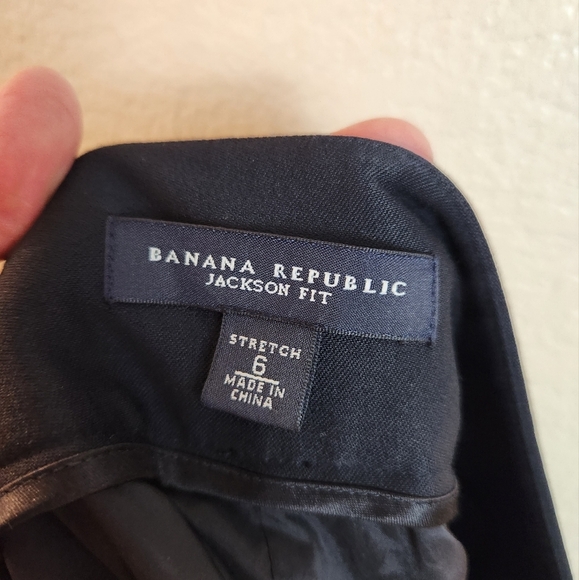 BANANA REPUBLIC
JACKSON FIT
STRETCH
6
MADE IN
CHINA